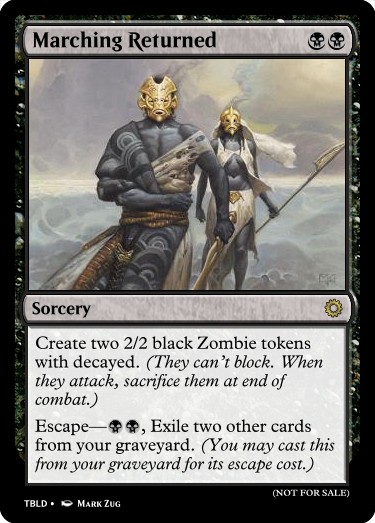 Marching Returned
Sorcery
Create two 2/2 black Zombie tokens
with decayed. (They can't block. When
they attack, sacrifice them at end of
combat.)
Escape—, Exile two other cards
from your graveyard. (You may cast this
from your graveyard for its escape cost.)
(NOT FOR SALE)
TBLD • Mark Zug